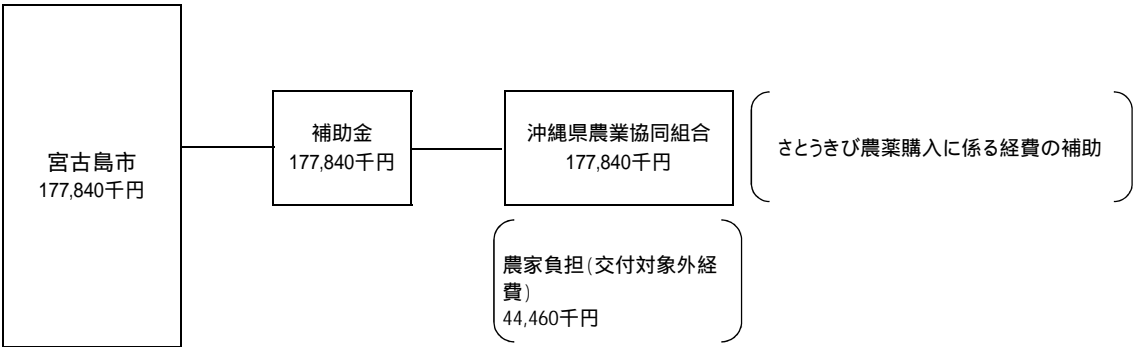 宮古島市
177,840千円
補助金
177,840千円
沖縄県農業協同組合
177,840千円
さとうきび農薬購入に係る経費の補助
農家負担(交付対象外経
費)
44,460千円